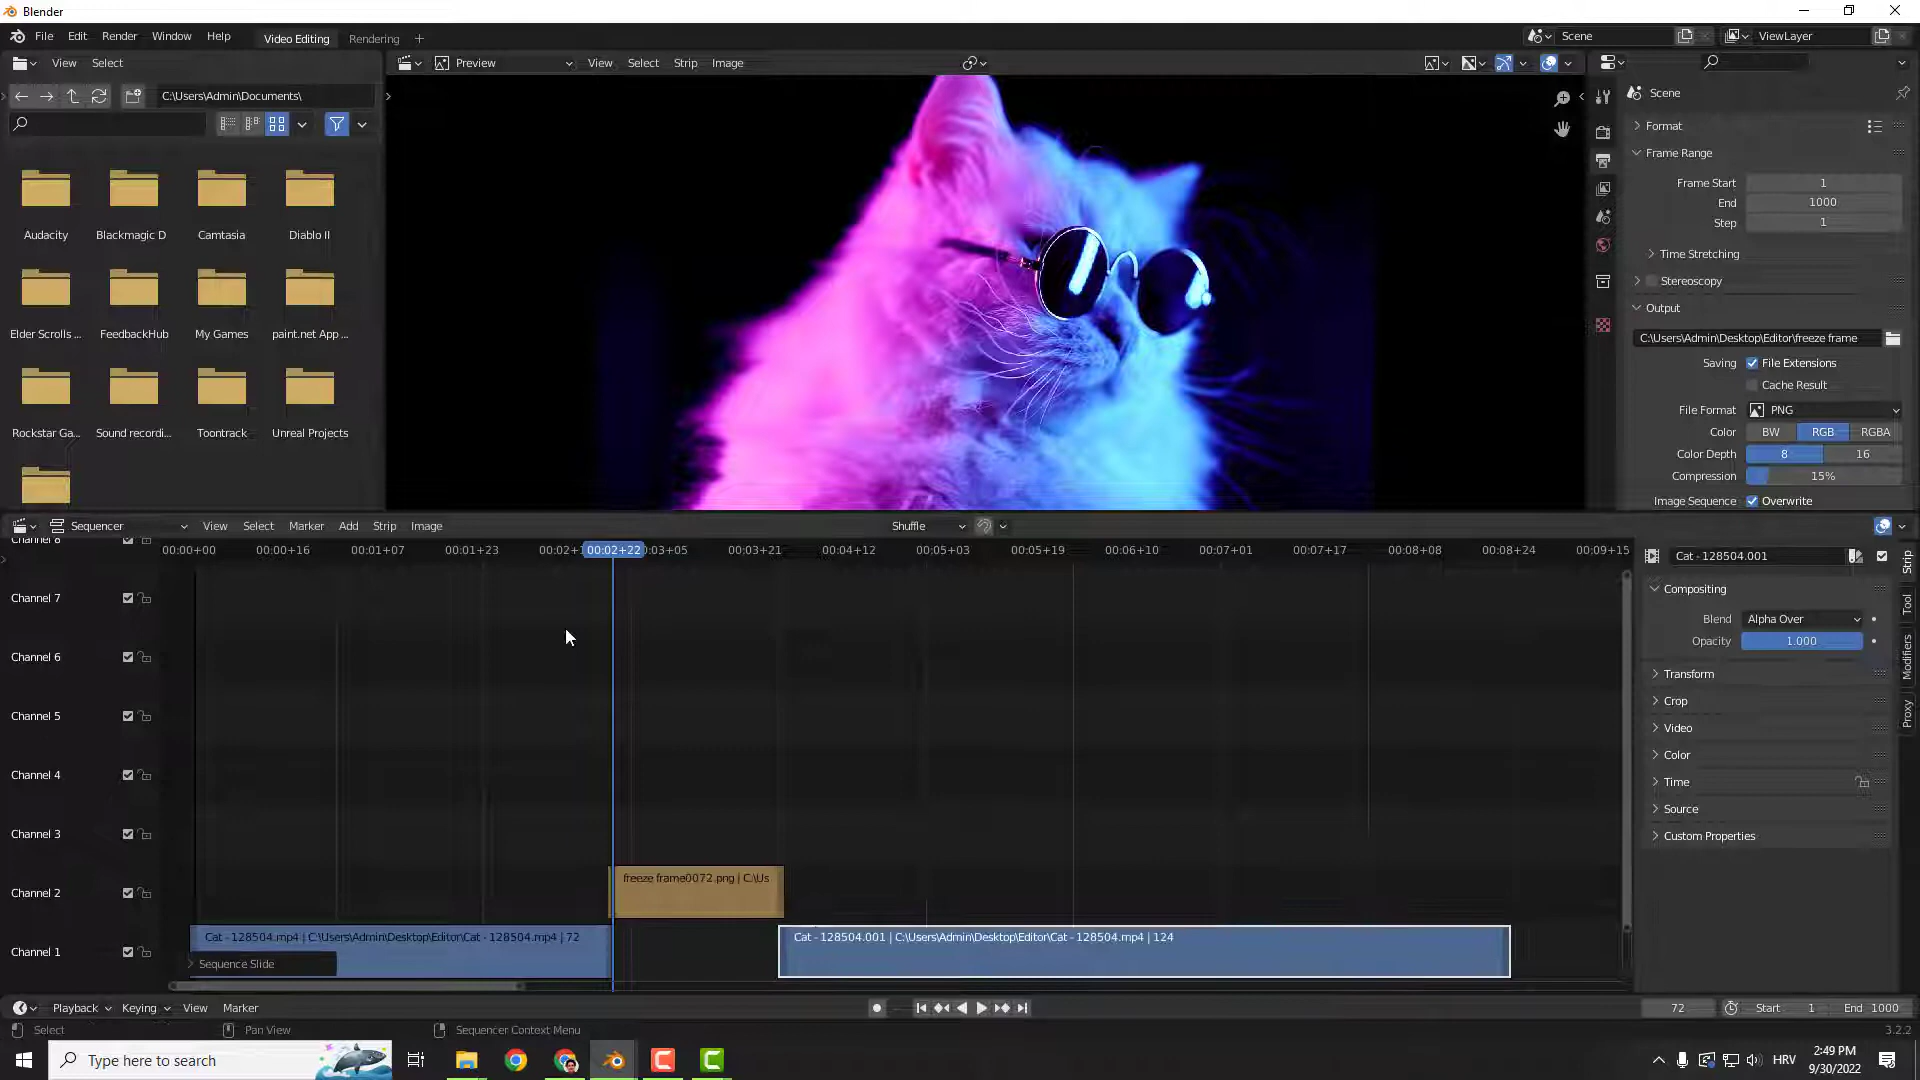 Blender
File Edit Render Window Help Video Editing Rendering + Scene ViewLayer
View Select Preview View Select Strip Image
C:\Users\Admin\Documents\
Scene
Format
Frame Range
Frame Start 1
End 1000
Step 1
Time Stretching
Stereoscopy
Output
C:\Users\Admin\Desktop\Editor\freeze frame
Saving File Extensions
Cache Result
File Format PNG
Color BW RGB RGBA
Color Depth 8 16
Compression 15%
Image Sequence Overwrite
Audacity Blackmagic D Camtasia Diablo II
Elder Scrolls ... FeedbackHub My Games paint.net App ...
Rockstar Ga... Sound recordi... Toontrack Unreal Projects
Sequencer View Select Marker Add Strip Image Shuffle
00:00+00 00:00+16 00:01+07 00:01+23 00:02+1 00:02+22 0:03+05 00:03+21 00:04+12 00:05+03 00:05+19 00:06+10 00:07+01 00:07+17 00:08+08 00:08+24 00:09+15
Channel 8
Channel 7
Channel 6
Channel 5
Channel 4
Channel 3
Channel 2
Channel 1
freeze frame0072.png | C:\Us
Cat - 128504.mp4 | C:\Users\Admin\Desktop\Editor\Cat - 128504.mp4 | 72
Sequence Slide
Cat - 128504.001 | C:\Users\Admin\Desktop\Editor\Cat - 128504.mp4 | 124
Cat - 128504.001
Compositing
Blend Alpha Over
Opacity 1.000
Transform
Crop
Video
Color
Time
Source
Custom Properties
Strip
Tool
Modifiers
Proxy
Playback Keying View Marker 72 Start 1 End 1000
Select Pan View Sequencer Context Menu 3.2.2
Type here to search HRV 2:49 PM
9/30/2022